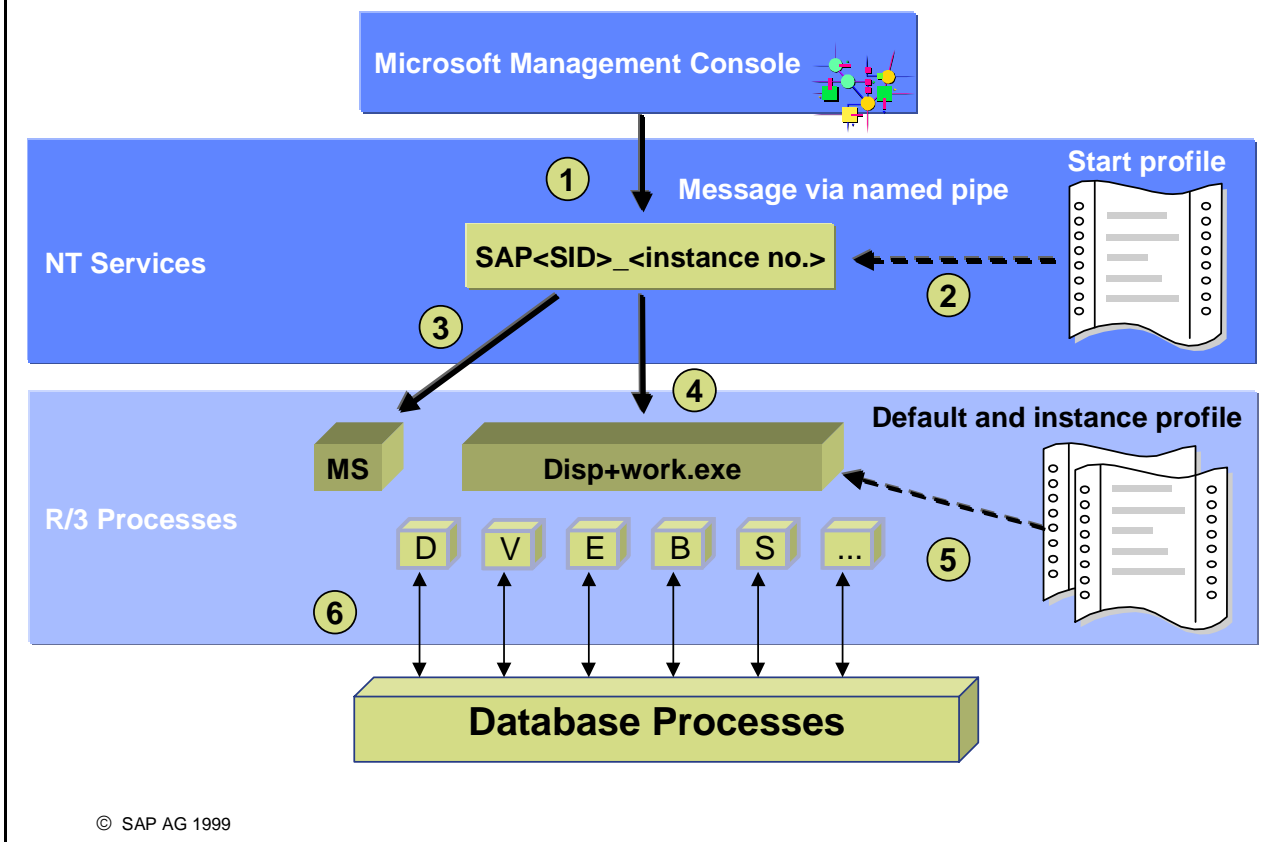 Microsoft Management Console
1
Start profile
Message via named pipe
NT Services
SAP<SID>_<instance no.>
2
3
4
Default and instance profile
MS
Disp+work.exe
R/3 Processes
D V E B S ...
5
6
Database Processes
© SAP AG 1999